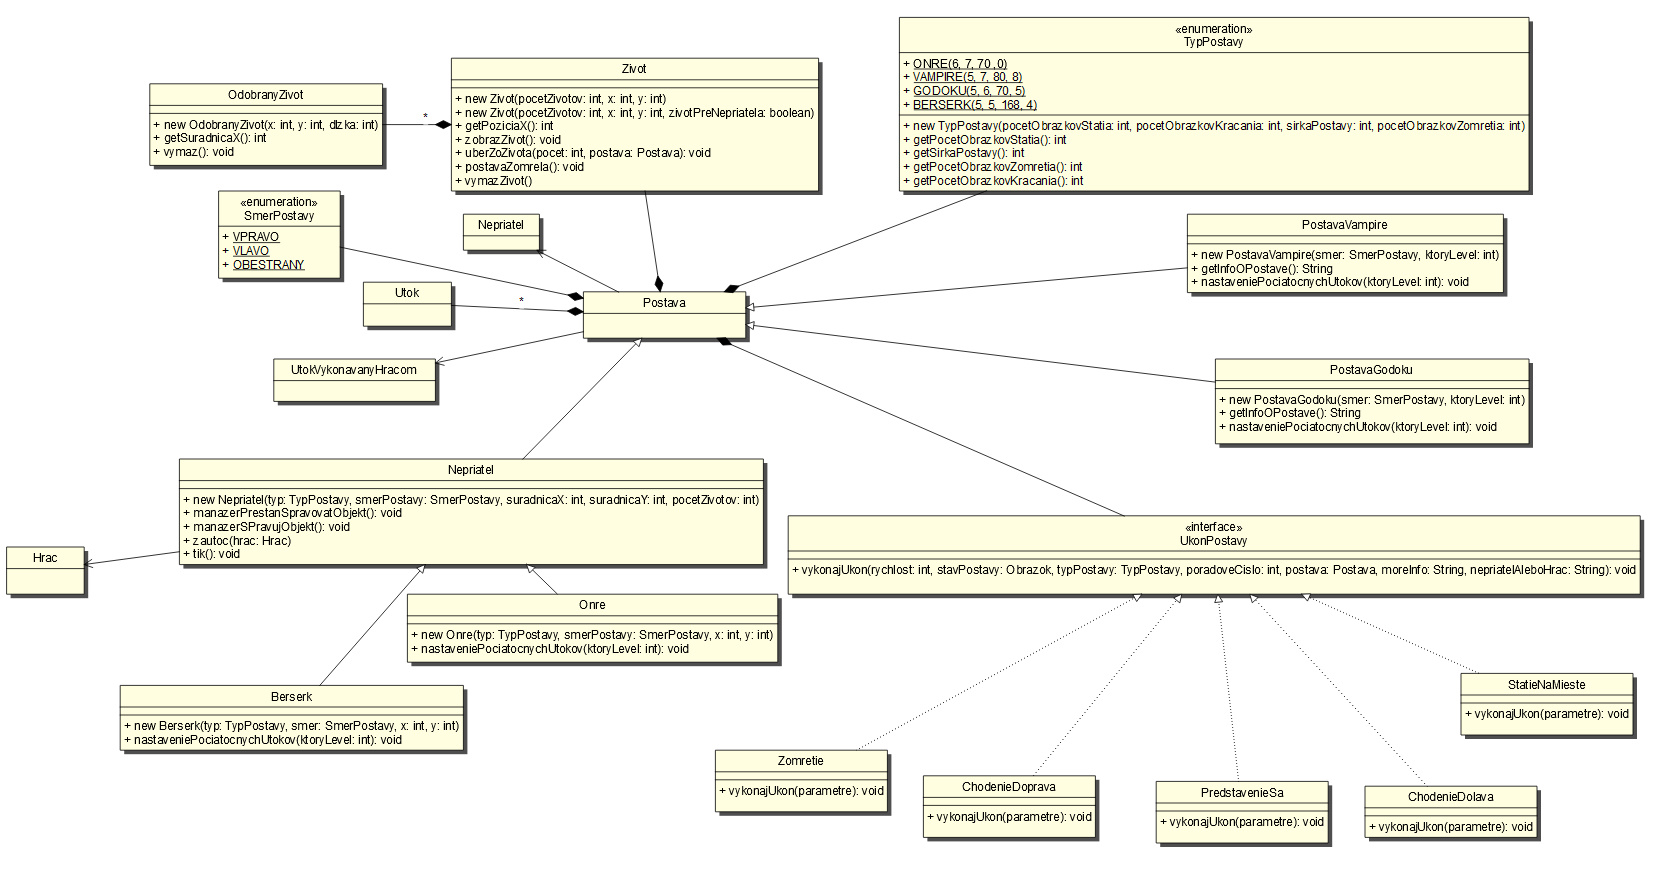 «enumeration»
TypPostavy
+ ONRE(6, 7, 70 ,0)
+ VAMPIRE(5, 7, 80, 8)
+ GODOKU(5, 6, 70, 5)
+ BERSERK(5, 5, 168, 4)
+ new TypPostavy(pocetObrazkovStatia: int, pocetObrazkovKracania: int, sirkaPostavy: int, pocetObrazkovZomretia: int)
+ getPocetObrazkovStatia(): int
+ getSirkaPostavy(): int
+ getPocetObrazkovZomretia(): int
+ getPocetObrazkovKracania(): int
Zivot
+ new Zivot(pocetZivotov: int, x: int, y: int)
+ new Zivot(pocetZivotov: int, x: int, y: int, zivotPreNepriatela: boolean)
+ getPoziciaX(): int
+ zobrazZivot(): void
+ uberZoZivota(pocet: int, postava: Postava): void
+ postavaZomrela(): void
+ vymazZivot()
OdobranyZivot
+ new OdobranyZivot(x: int, y: int, dlzka: int)
+ getSuradnicaX(): int
+ vymaz(): void
*
«enumeration»
SmerPostavy
+ VPRAVO
+ VLAVO
+ OBESTRANY
Nepriatel
PostavaVampire
+ new PostavaVampire(smer: SmerPostavy, ktoryLevel: int)
+ getInfoOPostave(): String
+ nastaveniePociatocnychUtokov(ktoryLevel: int): void
Utok
*
Postava
UtokVykonavanyHracom
PostavaGodoku
+ new PostavaGodoku(smer: SmerPostavy, ktoryLevel: int)
+ getInfoOPostave(): String
+ nastaveniePociatocnychUtokov(ktoryLevel: int): void
Nepriatel
+ new Nepriatel(typ: TypPostavy, smerPostavy: SmerPostavy, suradnicaX: int, suradnicaY: int, pocetZivotov: int)
+ manazerPrestanSpravovatObjekt(): void
+ manazerSPravujObjekt(): void
+ zautoc(hrac: Hrac)
+ tik(): void
Hrac
«interface»
UkonPostavy
+ vykonajUkon(rychlost: int, stavPostavy: Obrazok, typPostavy: TypPostavy, poradoveCislo: int, postava: Postava, moreInfo: String, nepriatelAleboHrac: String): void
Onre
+ new Onre(typ: TypPostavy, smerPostavy: SmerPostavy, x: int, y: int)
+ nastaveniePociatocnychUtokov(ktoryLevel: int): void
Berserk
+ new Berserk(typ: TypPostavy, smer: SmerPostavy, x: int, y: int)
+ nastaveniePociatocnychUtokov(ktoryLevel: int): void
StatieNaMieste
+ vykonajUkon(parametre): void
Zomretie
+ vykonajUkon(parametre): void
ChodenieDoprava
+ vykonajUkon(parametre): void
PredstavenieSa
+ vykonajUkon(parametre): void
ChodenieDolava
+ vykonajUkon(parametre): void